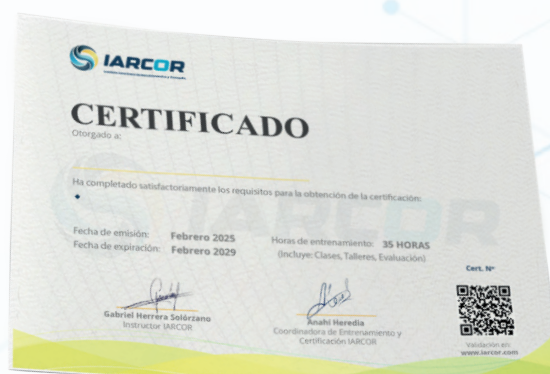 IARCOR
CERTIFICADO
Otorgado a:
Ha completado satisfactoriamente los requisitos para la obtención de la certificación:
Fecha de emisión: Febrero 2025
Fecha de expiración: Febrero 2029
Horas de entrenamiento: 35 HORAS
(Incluye: Clases, Talleres, Evaluación)
Gabriel Herrera Solórzano
Instructor IARCOR
Anahi Heredia
Coordinadora de Entrenamiento y
Certificación IARCOR
Cert. Nº
Validación en:
www.iarcor.com
IARCOR